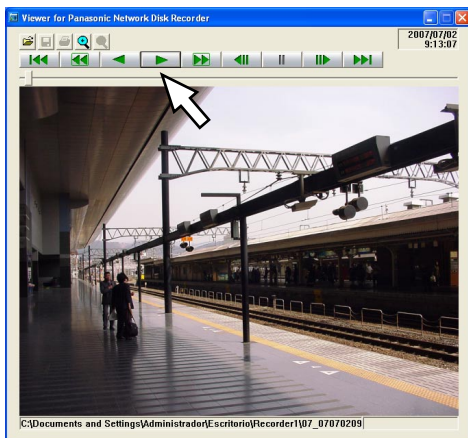 Viewer for Panasonic Network Disk Recorder
2007/07/02
9:13:07
C:\Documents and Settings\Administrador\Escritorio\Recorder1\07_07070209